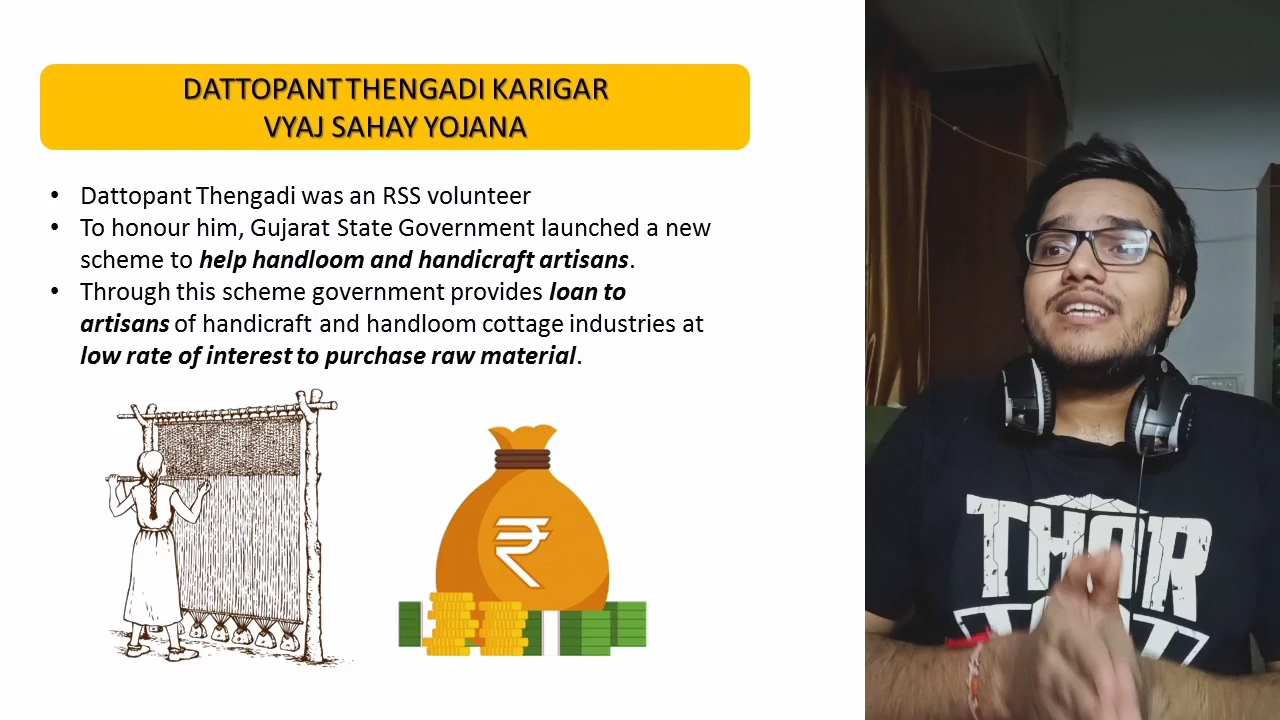 DATTOPANT THENGADI KARIGAR
VYAJ SAHAY YOJANA
• Dattopant Thengadi was an RSS volunteer
• To honour him, Gujarat State Government launched a new
scheme to help handloom and handicraft artisans.
• Through this scheme government provides loan to
artisans of handicraft and handloom cottage industries at
low rate of interest to purchase raw material.
₹
THOR